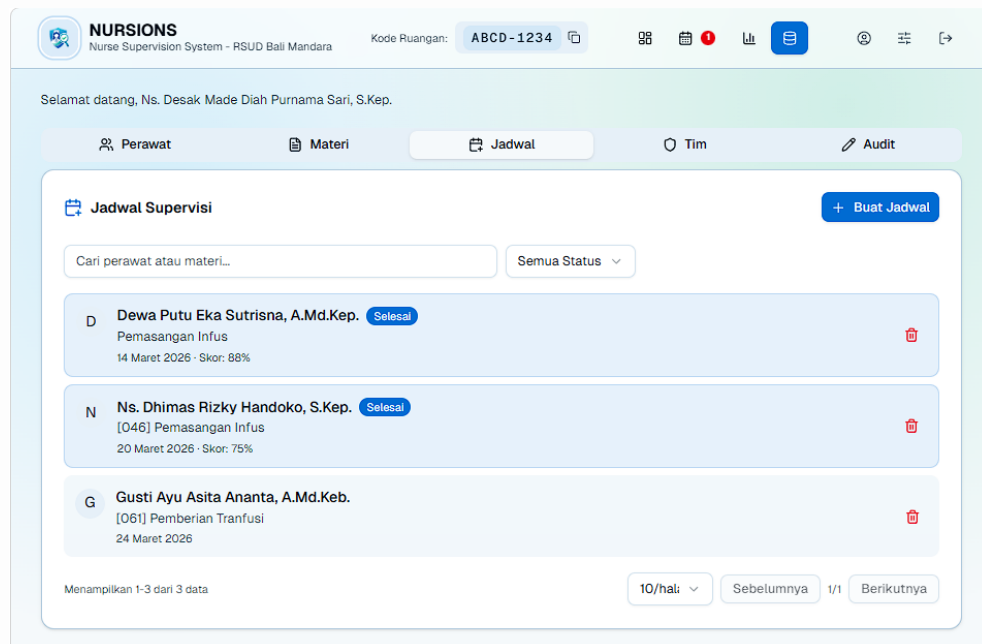 NURSIONS
Nurse Supervision System - RSUD Bali Mandara
Kode Ruangan: ABCD-1234
1
Selamat datang, Ns. Desak Made Diah Purnama Sari, S.Kep.
Perawat Materi Jadwal Tim Audit
Jadwal Supervisi
+ Buat Jadwal
Cari perawat atau materi...
Semua Status
D
Dewa Putu Eka Sutrisna, A.Md.Kep. Selesai
Pemasangan Infus
14 Maret 2026 · Skor: 88%
N
Ns. Dhimas Rizky Handoko, S.Kep. Selesai
[046] Pemasangan Infus
20 Maret 2026 · Skor: 75%
G
Gusti Ayu Asita Ananta, A.Md.Keb.
[061] Pemberian Tranfusi
24 Maret 2026
Menampilkan 1-3 dari 3 data
10/hala
Sebelumnya
1/1
Berikutnya